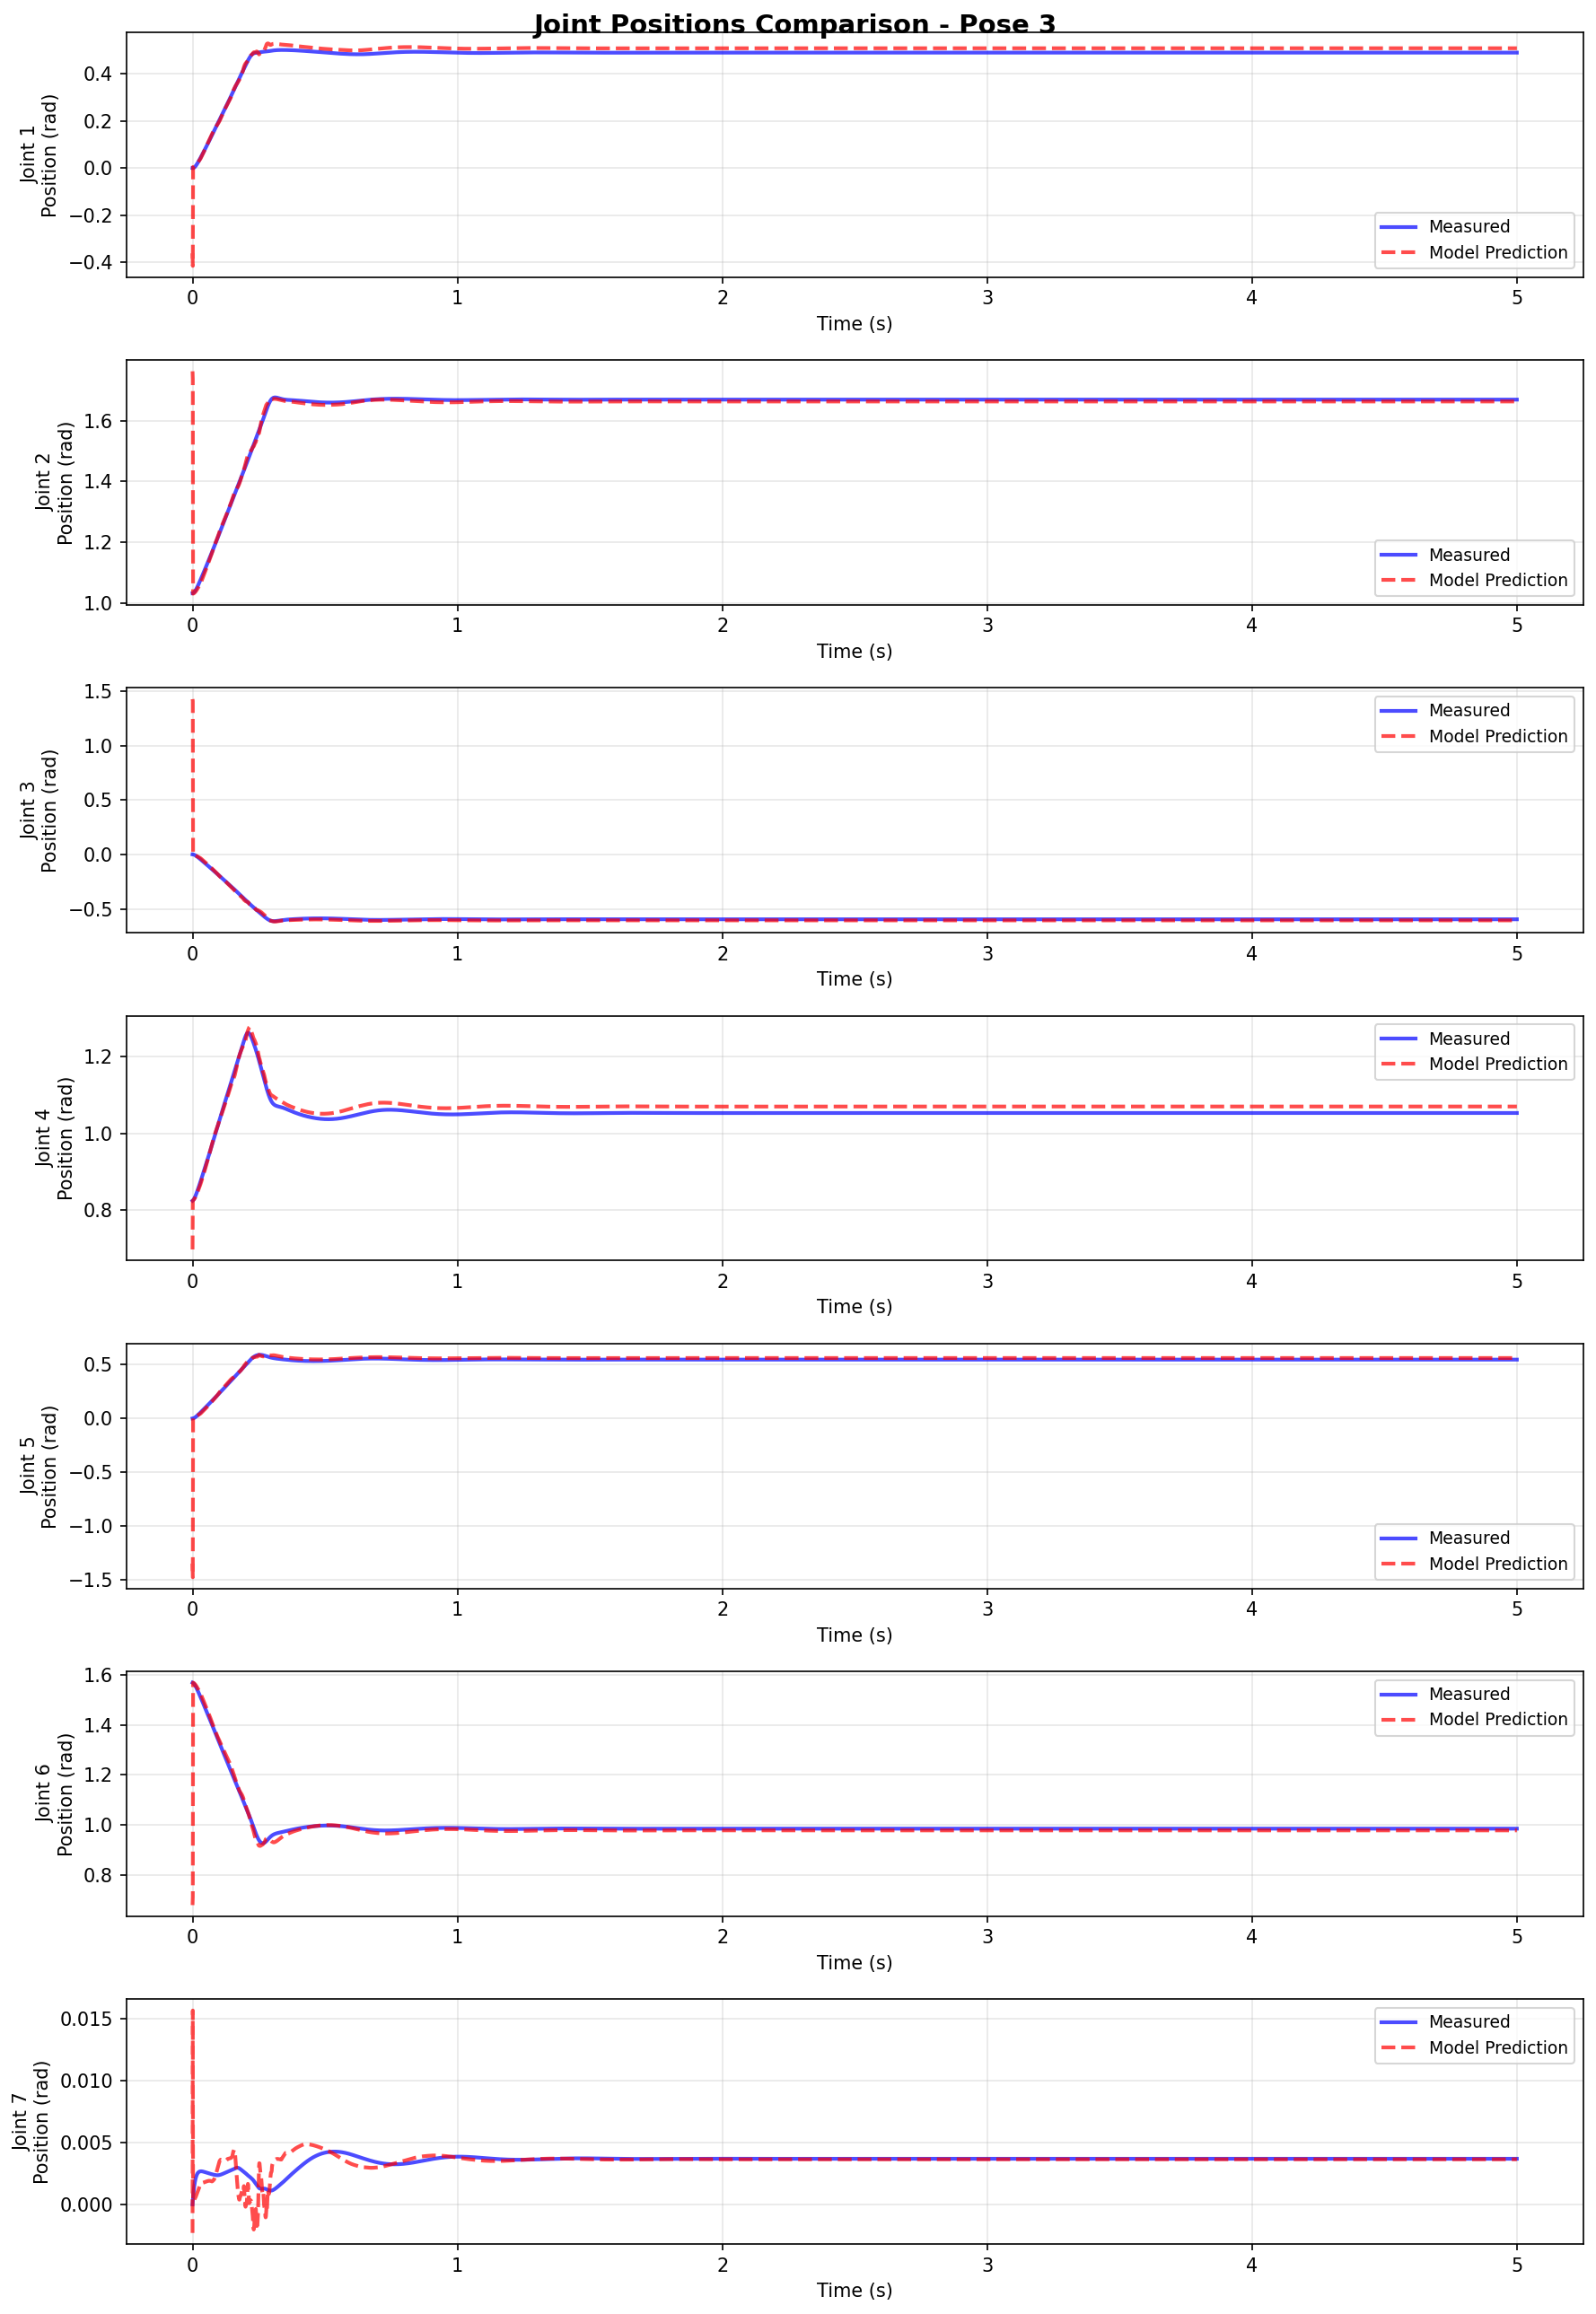 Joint Positions Comparison - Pose 3
Joint 1
Position (rad)
0.4
0.2
0.0
−0.2
−0.4
Measured
Model Prediction
0 1 2 3 4 5
Time (s)
Joint 2
Position (rad)
1.6
1.4
1.2
1.0
Measured
Model Prediction
0 1 2 3 4 5
Time (s)
Joint 3
Position (rad)
1.5
1.0
0.5
0.0
−0.5
Measured
Model Prediction
0 1 2 3 4 5
Time (s)
Joint 4
Position (rad)
1.2
1.0
0.8
Measured
Model Prediction
0 1 2 3 4 5
Time (s)
Joint 5
Position (rad)
0.5
0.0
−0.5
−1.0
−1.5
Measured
Model Prediction
0 1 2 3 4 5
Time (s)
Joint 6
Position (rad)
1.6
1.4
1.2
1.0
0.8
Measured
Model Prediction
0 1 2 3 4 5
Time (s)
Joint 7
Position (rad)
0.015
0.010
0.005
0.000
Measured
Model Prediction
0 1 2 3 4 5
Time (s)